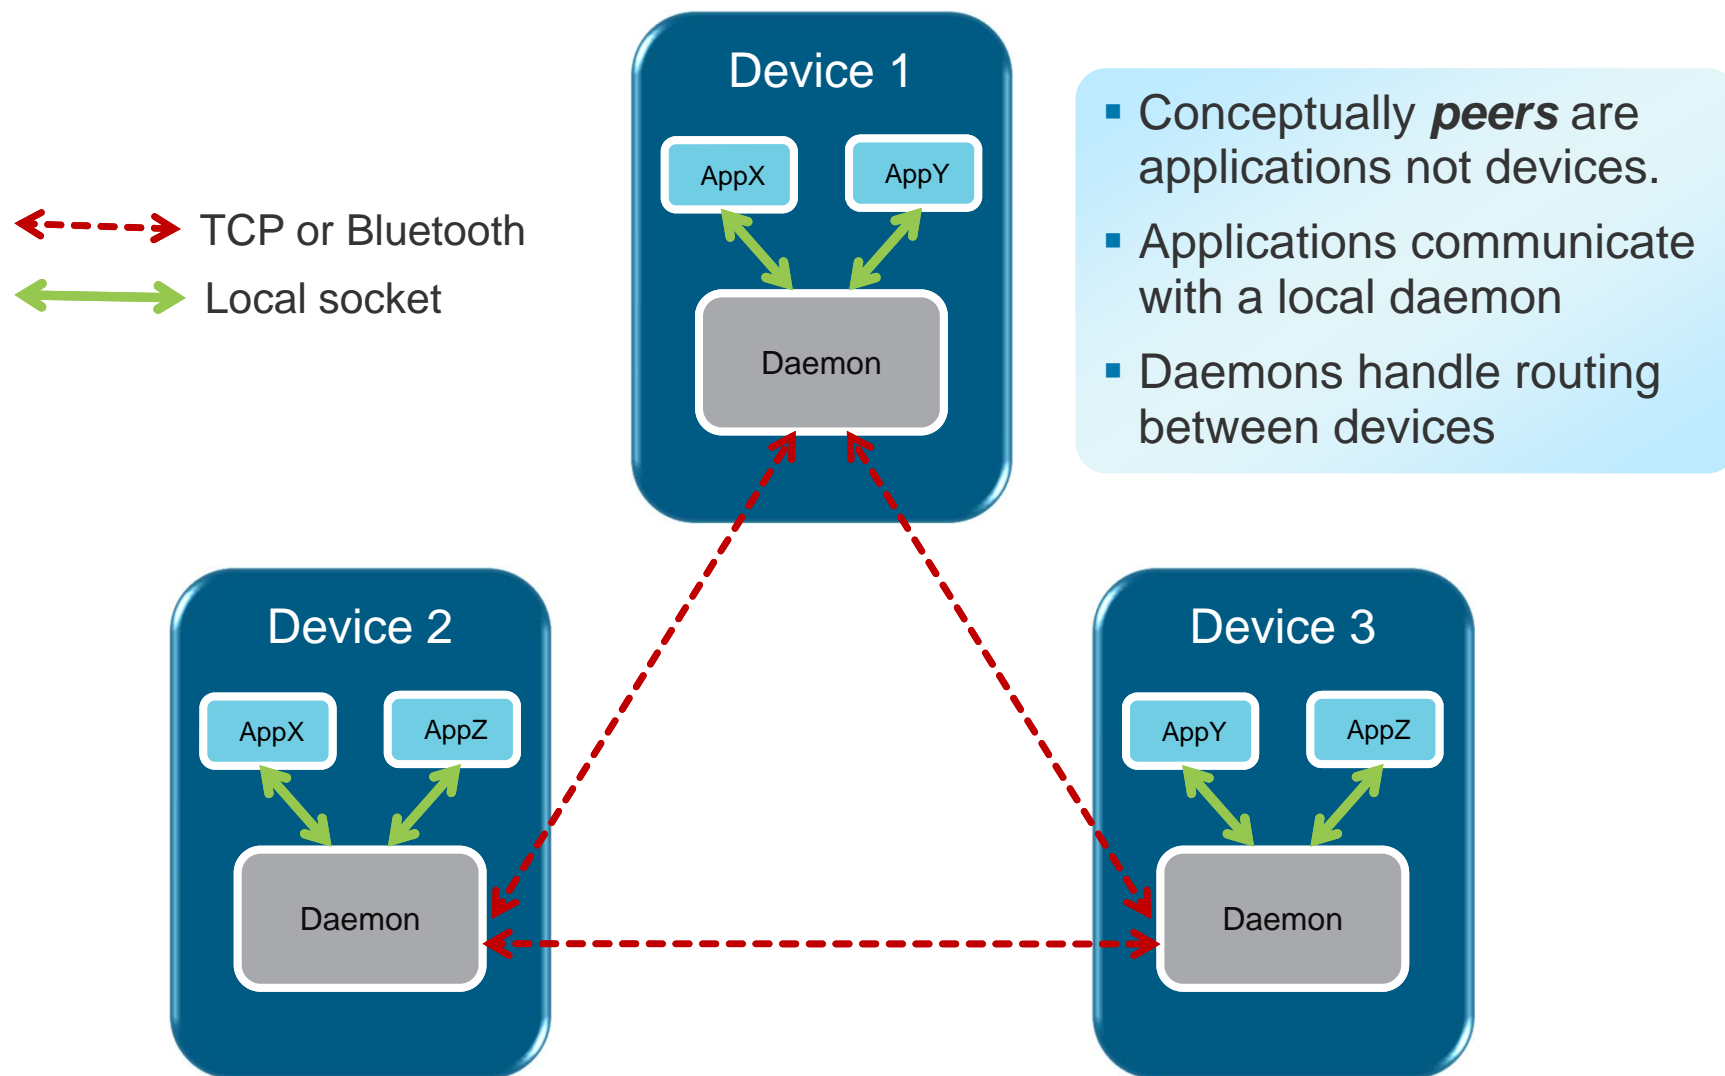 Device 1
AppX
AppY
Daemon
TCP or Bluetooth
Local socket
▪ Conceptually peers are
applications not devices.
▪ Applications communicate
with a local daemon
▪ Daemons handle routing
between devices
Device 2
AppX
AppZ
Daemon
Device 3
AppY
AppZ
Daemon